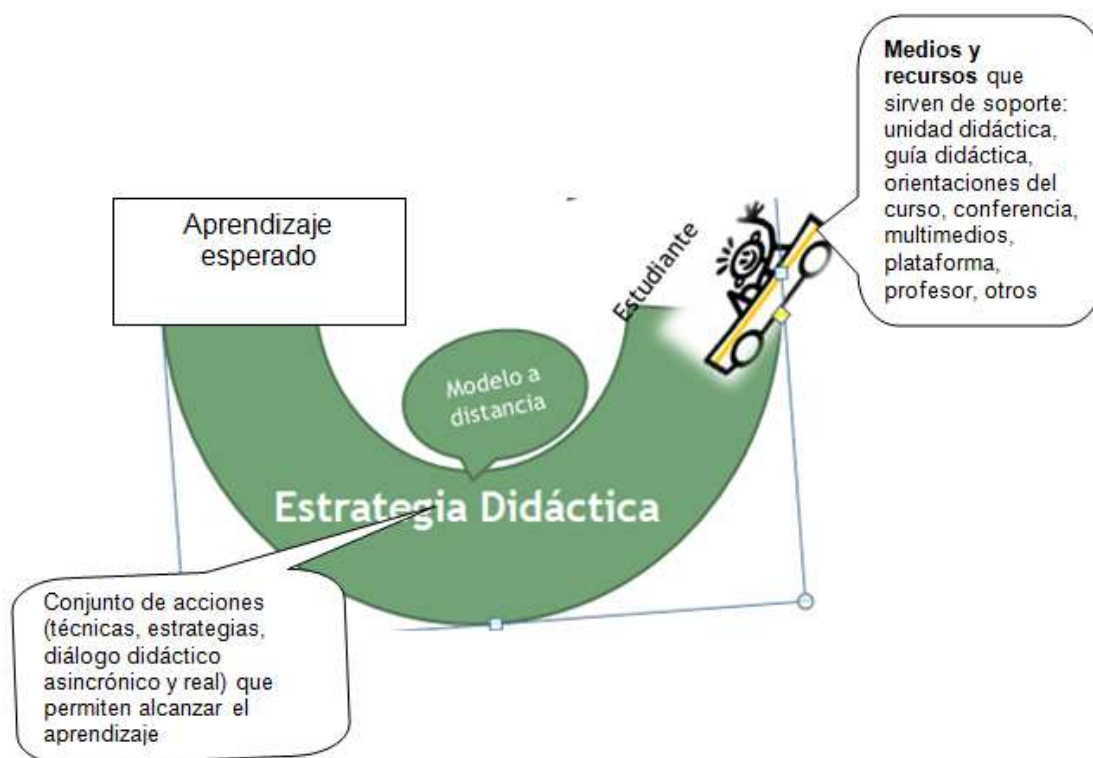 Medios y
recursos que
sirven de soporte:
unidad didáctica,
guía didáctica,
orientaciones del
curso, conferencia,
multimedios,
plataforma,
profesor, otros
Aprendizaje
esperado
Estudiante
Modelo a
distancia
Estrategia Didáctica
Conjunto de acciones
(técnicas, estrategias,
diálogo didáctico
asincrónico y real) que
permiten alcanzar el
aprendizaje